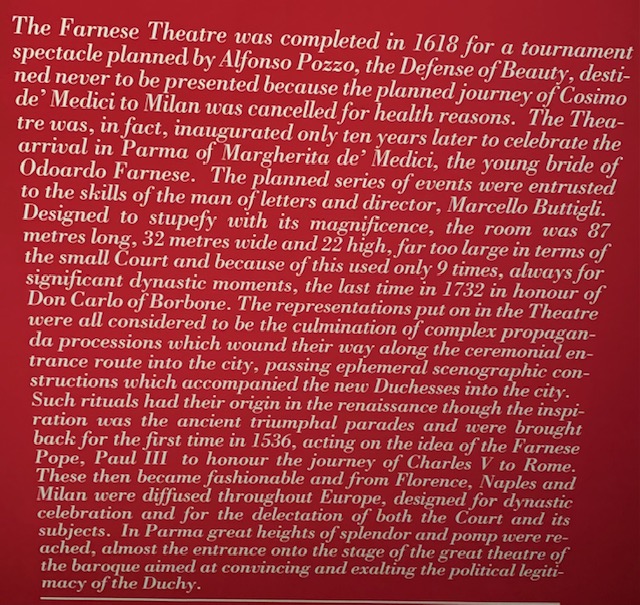 The Farnese Theatre was completed in 1618 for a tournament
spectacle planned by Alfonso Pozzo, the Defense of Beauty, desti-
ned never to be presented because the planned journey of Cosimo
de' Medici to Milan was cancelled for health reasons. The Thea-
tre was, in fact, inaugurated only ten years later to celebrate the
arrival in Parma of Margherita de' Medici, the young bride of
Odoardo Farnese. The planned series of events were entrusted
to the skills of the man of letters and director, Marcello Buttigli.
Designed to stupefy with its magnificence, the room was 87
metres long, 32 metres wide and 22 high, far too large in terms of
the small Court and because of this used only 9 times, always for
significant dynastic moments, the last time in 1732 in honour of
Don Carlo of Borbone. The representations put on in the Theatre
were all considered to be the culmination of complex propagan-
da processions which wound their way along the ceremonial en-
trance route into the city, passing ephemeral scenographic con-
structions which accompanied the new Duchesses into the city.
Such rituals had their origin in the renaissance though the inspi-
ration was the ancient triumphal parades and were brought
back for the first time in 1536, acting on the idea of the Farnese
Pope, Paul III to honour the journey of Charles V to Rome.
These then became fashionable and from Florence, Naples and
Milan were diffused throughout Europe, designed for dynastic
celebration and for the delectation of both the Court and its
subjects. In Parma great heights of splendor and pomp were re-
ached, almost the entrance onto the stage of the great theatre of
the baroque aimed at convincing and exalting the political legiti-
macy of the Duchy.